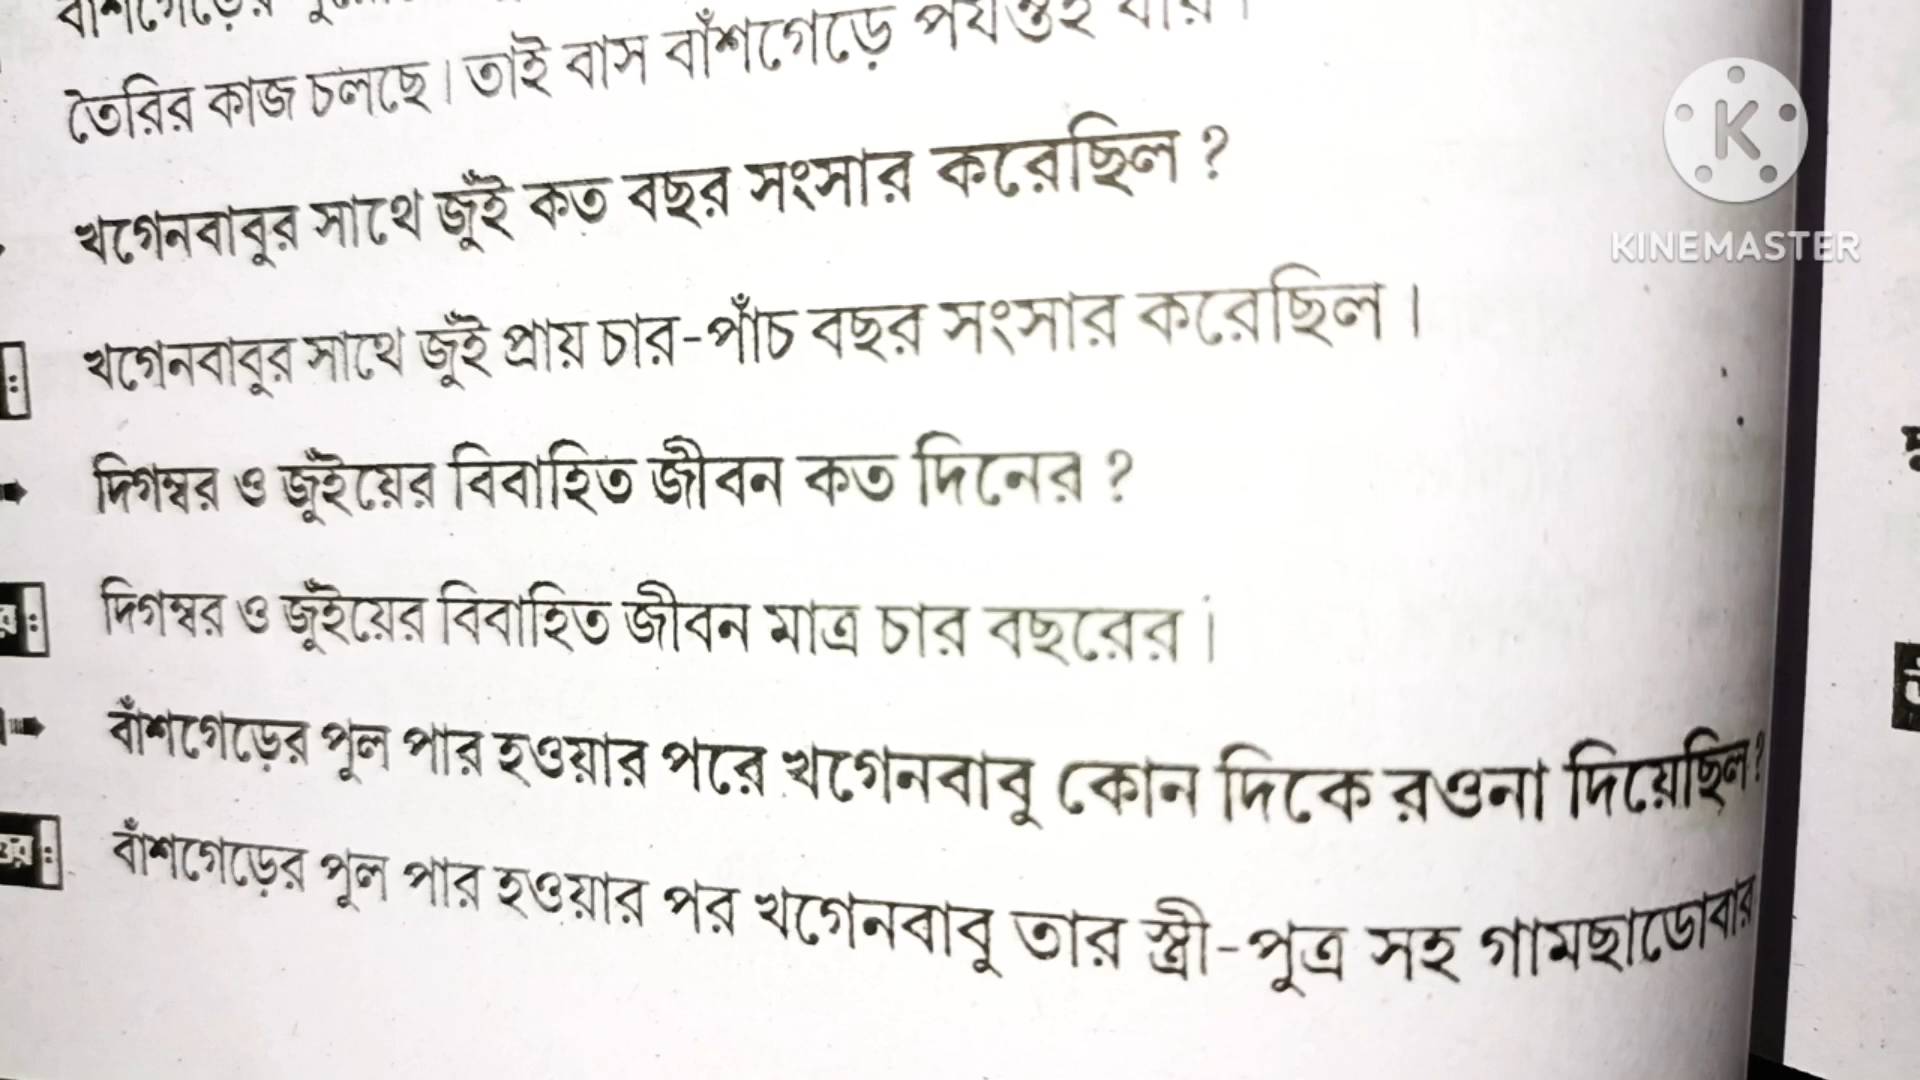 তৈরির কাজ চলছে। তাই বাস বাঁশগেড়ে পর্যন্তই যায়।
খগেনবাবুর সাথে জুঁই কত বছর সংসার করেছিল ?
খগেনবাবুর সাথে জুঁই প্রায় চার-পাঁচ বছর সংসার করেছিল ।
দিগম্বর ও জুঁইয়ের বিবাহিত জীবন কত দিনের ?
দিগম্বর ও জুঁইয়ের বিবাহিত জীবন মাত্র চার বছরের ।
বাঁশগেড়ের পুল পার হওয়ার পরে খগেনবাবু কোন দিকে রওনা দিয়েছিল?
বাঁশগেড়ের পুল পার হওয়ার পর খগেনবাবু তার স্ত্রী-পুত্র সহ গামছাডোবার
KINEMASTER